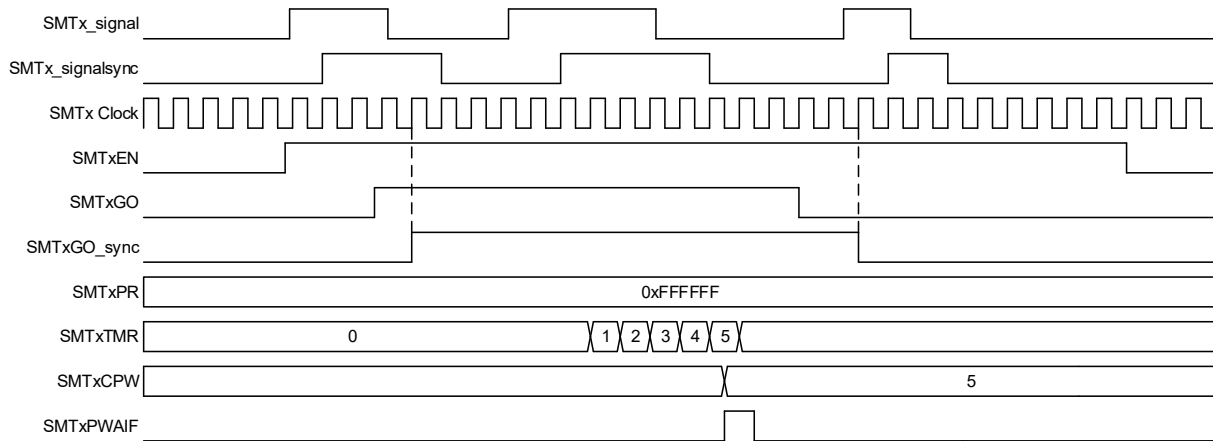 SMTx_signal
SMTx_signalsync
SMTx Clock
SMTxEN
SMTxGO
SMTxGO_sync
SMTxPR 0xFFFFFF
SMTxTMR 0 1 2 3 4 5
SMTxCPW 5
SMTxPWAIF